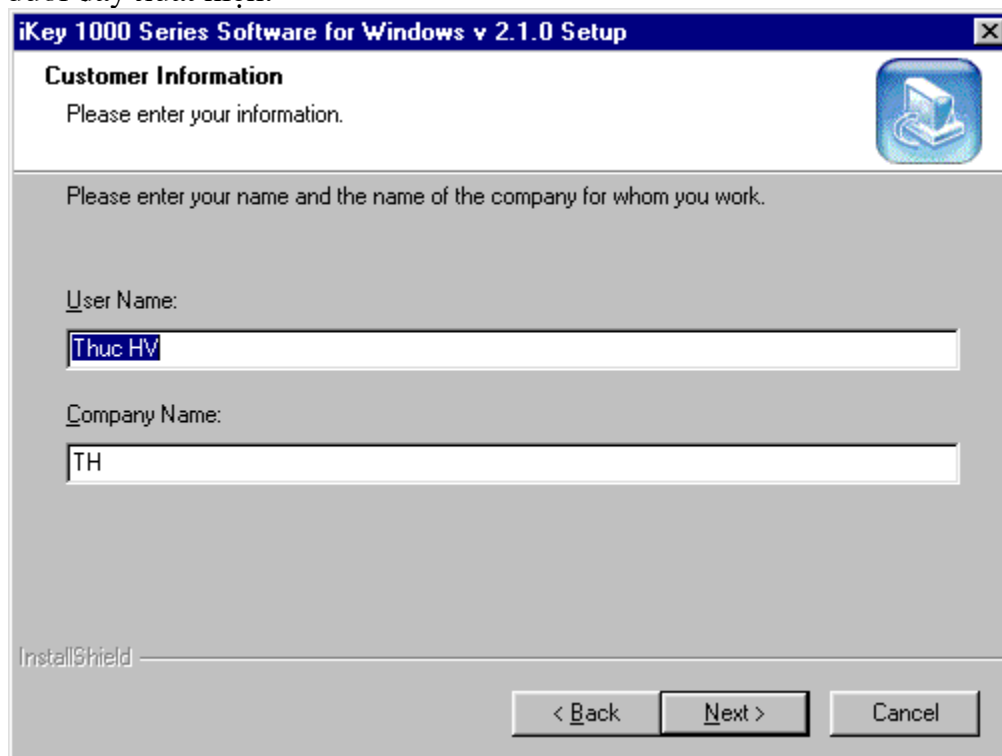 iKey 1000 Series Software for Windows v 2.1.0 Setup
Customer Information
Please enter your information.
Please enter your name and the name of the company for whom you work.
User Name:
Thuc HV
Company Name:
TH
InstallShield
< Back Next > Cancel